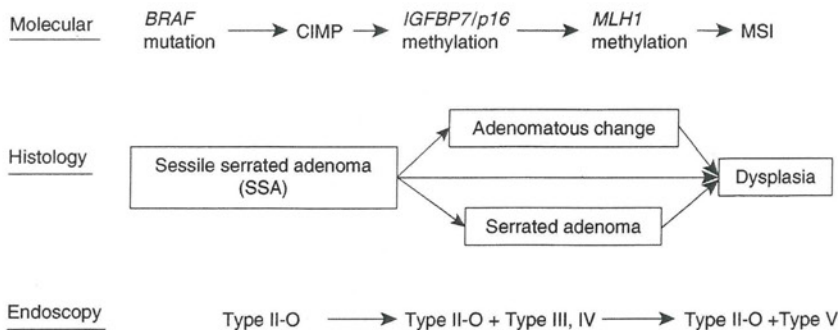 Molecular
BRAF mutation → CIMP → IGFBP7/p16 methylation → MLH1 methylation → MSI
Histology
Sessile serrated adenoma
(SSA)
Adenomatous change
Serrated adenoma
Dysplasia
Endoscopy
Type II-O → Type II-O + Type III, IV → Type II-O +Type V